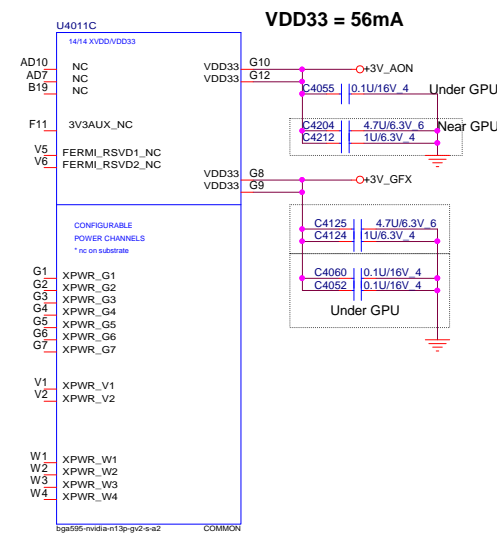 VDD33 = 56mA
U4011C
14/14 XVDD/VDD33
AD10 NC VDD33 G10 +3V_AON
AD7 NC VDD33 G12
B19 NC C4055 0.1U/16V_4 Under GPU
F11 3V3AUX_NC C4204 4.7U/6.3V_6 Near GPU
C4212 1U/6.3V_4
V5 FERMI_RSVD1_NC
V6 FERMI_RSVD2_NC
VDD33 G8 +3V_GFX
VDD33 G9
CONFIGURABLE C4125 4.7U/6.3V_6
POWER CHANNELS C4124 1U/6.3V_4
* nc on substrate
G1 XPWR_G1 C4060 0.1U/16V_4
G2 XPWR_G2 C4052 0.1U/16V_4
G3 XPWR_G3
G4 XPWR_G4 Under GPU
G5 XPWR_G5
G6 XPWR_G6
G7 XPWR_G7
V1 XPWR_V1
V2 XPWR_V2
W1 XPWR_W1
W2 XPWR_W2
W3 XPWR_W3
W4 XPWR_W4
bga595-nvidia-n13p-gv2-s-a2 COMMON